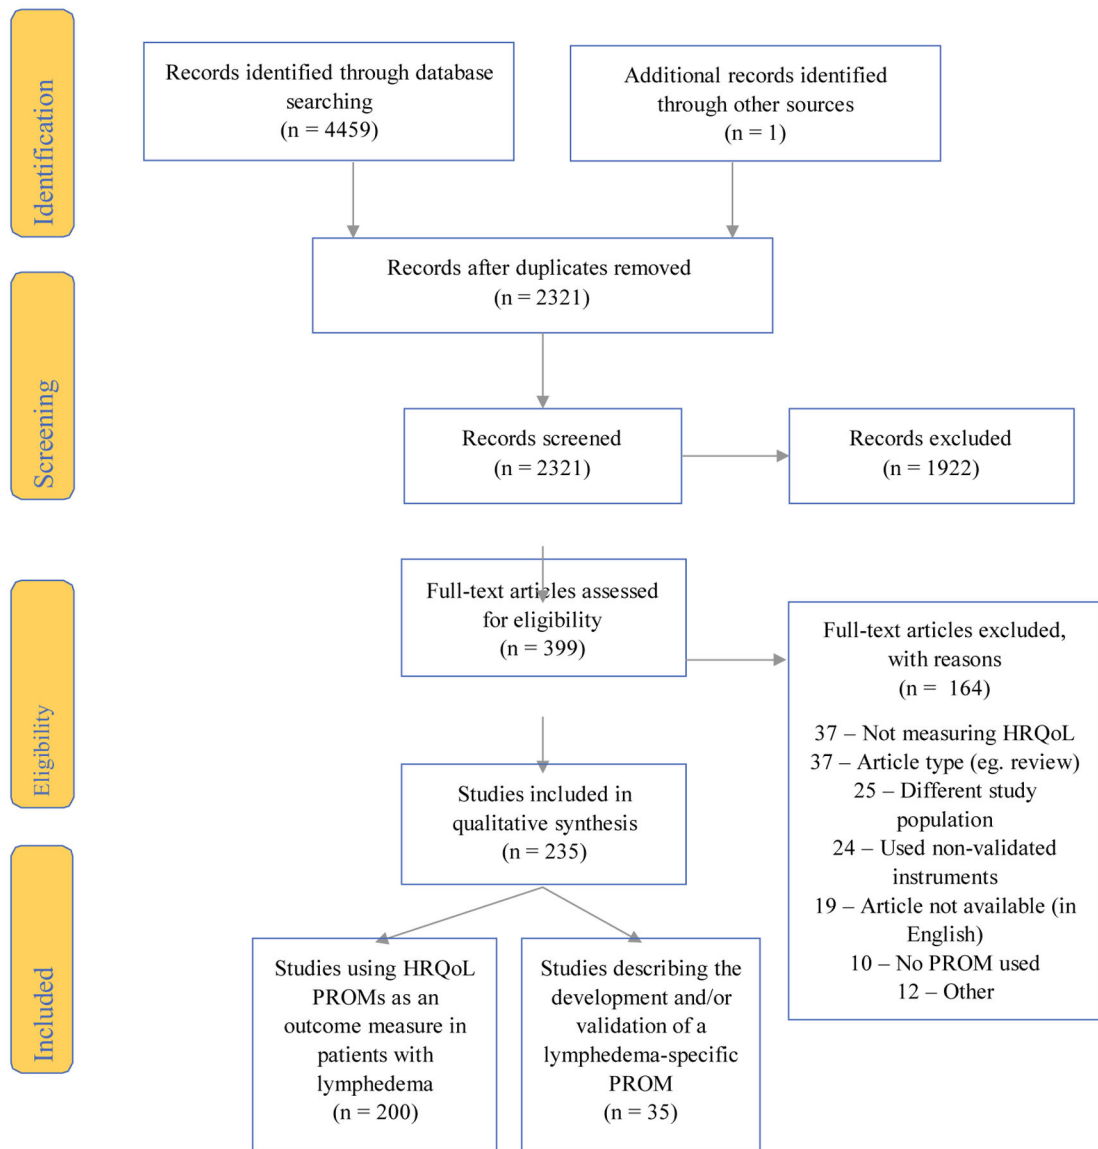 Identification
Records identified through database
searching
(n = 4459)
Additional records identified
through other sources
(n = 1)
Records after duplicates removed
(n = 2321)
Screening
Records screened
(n = 2321)
Records excluded
(n = 1922)
Eligibility
Full-text articles assessed
for eligibility
(n = 399)
Full-text articles excluded,
with reasons
(n =  164)
37 – Not measuring HRQoL
37 – Article type (eg. review)
25 – Different study
population
24 – Used non-validated
instruments
19 – Article not available (in
English)
10 – No PROM used
12 – Other
Studies included in
qualitative synthesis
(n = 235)
Included
Studies using HRQoL
PROMs as an
outcome measure in
patients with
lymphedema
(n = 200)
Studies describing the
development and/or
validation of a
lymphedema-specific
PROM
(n = 35)